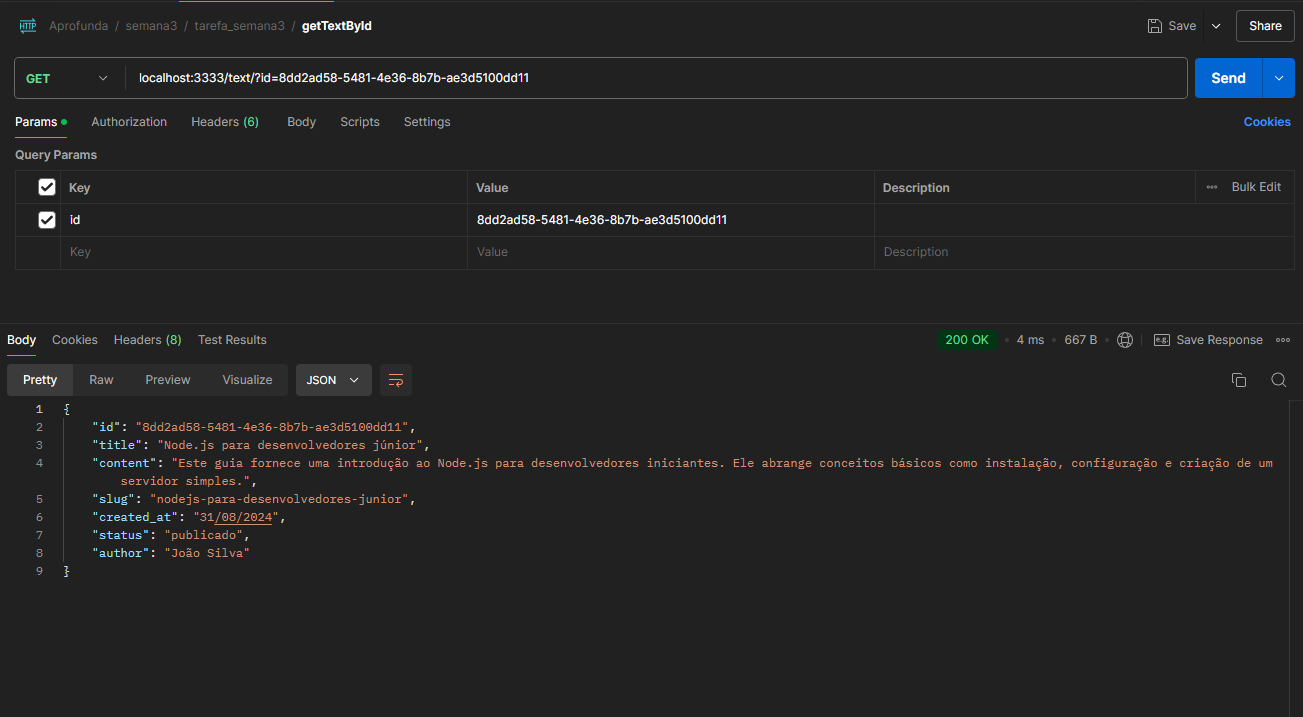 HTTP Aprofunda / semana3 / tarefa_semana3 / getTextById Save Share
GET localhost:3333/text/?id=8dd2ad58-5481-4e36-8b7b-ae3d5100dd11 Send
Params Authorization Headers (6) Body Scripts Settings Cookies
Query Params
Key Value Description Bulk Edit
id 8dd2ad58-5481-4e36-8b7b-ae3d5100dd11
Key Value Description
Body Cookies Headers (8) Test Results 200 OK 4 ms 667 B e.g. Save Response
Pretty Raw Preview Visualize JSON
1 {
2 "id": "8dd2ad58-5481-4e36-8b7b-ae3d5100dd11",
3 "title": "Node.js para desenvolvedores júnior",
4 "content": "Este guia fornece uma introdução ao Node.js para desenvolvedores iniciantes. Ele abrange conceitos básicos como instalação, configuração e criação de um
servidor simples.",
5 "slug": "nodejs-para-desenvolvedores-junior",
6 "created_at": "31/08/2024",
7 "status": "publicado",
8 "author": "João Silva"
9 }